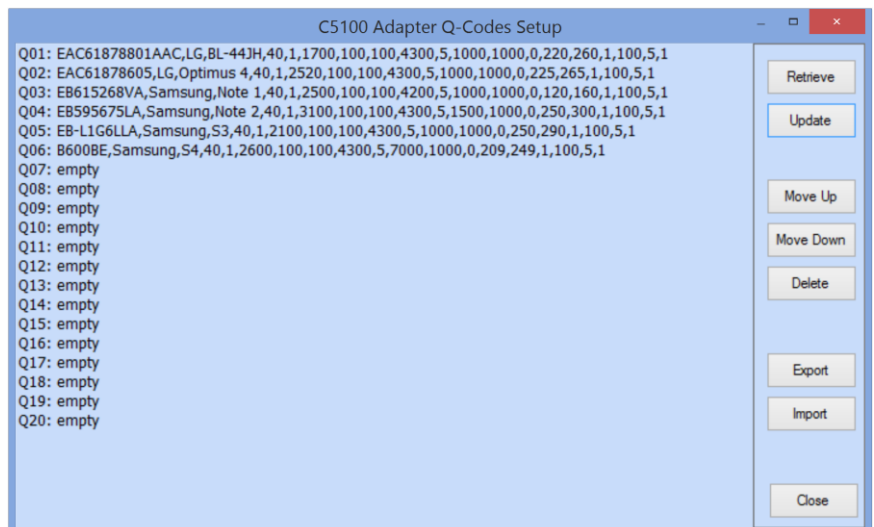 C5100 Adapter Q-Codes Setup
Q01: EAC61878801AAC,LG,BL-44JH,40,1,1700,100,100,4300,5,1000,1000,0,220,260,1,100,5,1
Q02: EAC61878605,LG,Optimus 4,40,1,2520,100,100,4300,5,1000,1000,0,225,265,1,100,5,1
Q03: EB615268VA,Samsung,Note 1,40,1,2500,100,100,4200,5,1000,1000,0,120,160,1,100,5,1
Q04: EB595675LA,Samsung,Note 2,40,1,3100,100,100,4300,5,1500,1000,0,250,300,1,100,5,1
Q05: EB-L1G6LLA,Samsung,S3,40,1,2100,100,100,4300,5,1000,1000,0,250,290,1,100,5,1
Q06: B600BE,Samsung,S4,40,1,2600,100,100,4300,5,7000,1000,0,209,249,1,100,5,1
Q07: empty
Q08: empty
Q09: empty
Q10: empty
Q11: empty
Q12: empty
Q13: empty
Q14: empty
Q15: empty
Q16: empty
Q17: empty
Q18: empty
Q19: empty
Q20: empty
Retrieve
Update
Move Up
Move Down
Delete
Export
Import
Close